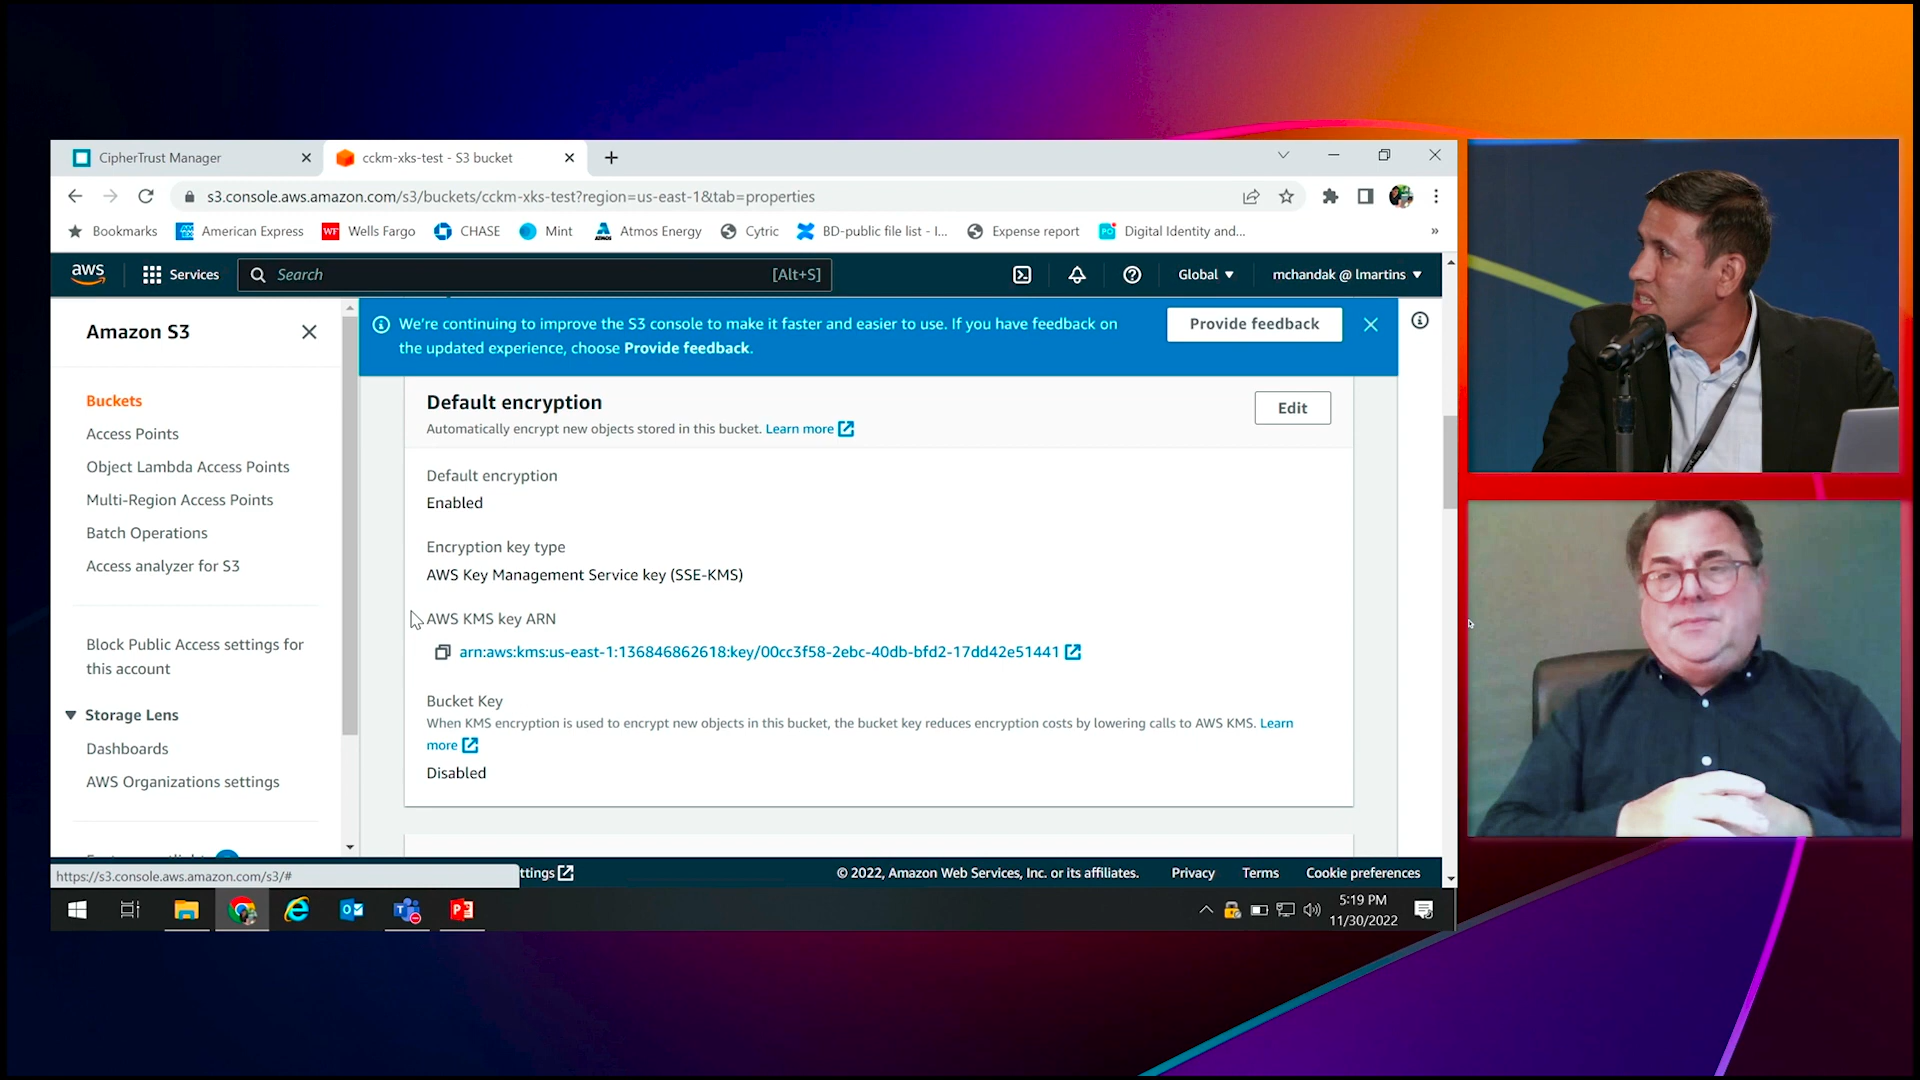 CipherTrust Manager
cckm-xks-test - S3 bucket
s3.console.aws.amazon.com/s3/buckets/cckm-xks-test?region=us-east-1&tab=properties
Bookmarks
American Express
WF Wells Fargo
CHASE
Mint
Atmos Energy
Cytric
BD-public file list - I...
Expense report
Digital Identity and...
»
aws
Services
Search
[Alt+S]
Global
mchandak @ lmartins
Amazon S3
Buckets
Access Points
Object Lambda Access Points
Multi-Region Access Points
Batch Operations
Access analyzer for S3
Block Public Access settings for
this account
Storage Lens
Dashboards
AWS Organizations settings
We're continuing to improve the S3 console to make it faster and easier to use. If you have feedback on
the updated experience, choose Provide feedback.
Provide feedback
Default encryption
Edit
Automatically encrypt new objects stored in this bucket. Learn more
Default encryption
Enabled
Encryption key type
AWS Key Management Service key (SSE-KMS)
AWS KMS key ARN
arn:aws:kms:us-east-1:136846862618:key/00cc3f58-2ebc-40db-bfd2-17dd42e51441
Bucket Key
When KMS encryption is used to encrypt new objects in this bucket, the bucket key reduces encryption costs by lowering calls to AWS KMS. Learn
more
Disabled
https://s3.console.aws.amazon.com/s3/#
ttings
© 2022, Amazon Web Services, Inc. or its affiliates.
Privacy
Terms
Cookie preferences
5:19 PM
11/30/2022